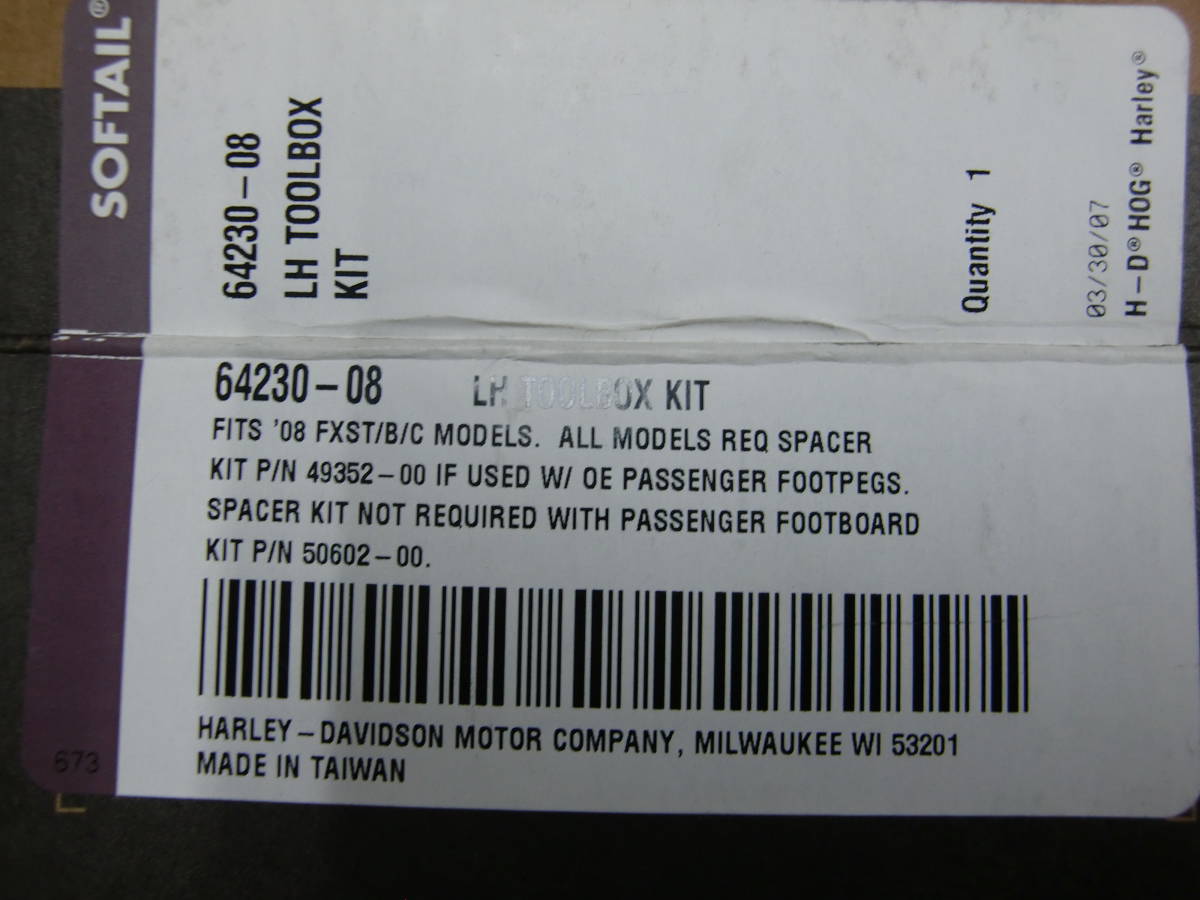 SOFTAIL®
64230-08
LH TOOLBOX
KIT
Quantity 1
03/30/07
H-D® HOG® Harley®
64230-08 LH TOOLBOX KIT
FITS '08 FXST/B/C MODELS. ALL MODELS REQ SPACER
KIT P/N 49352-00 IF USED W/ OE PASSENGER FOOTPEGS.
SPACER KIT NOT REQUIRED WITH PASSENGER FOOTBOARD
KIT P/N 50602-00.
HARLEY-DAVIDSON MOTOR COMPANY, MILWAUKEE WI 53201
MADE IN TAIWAN
673